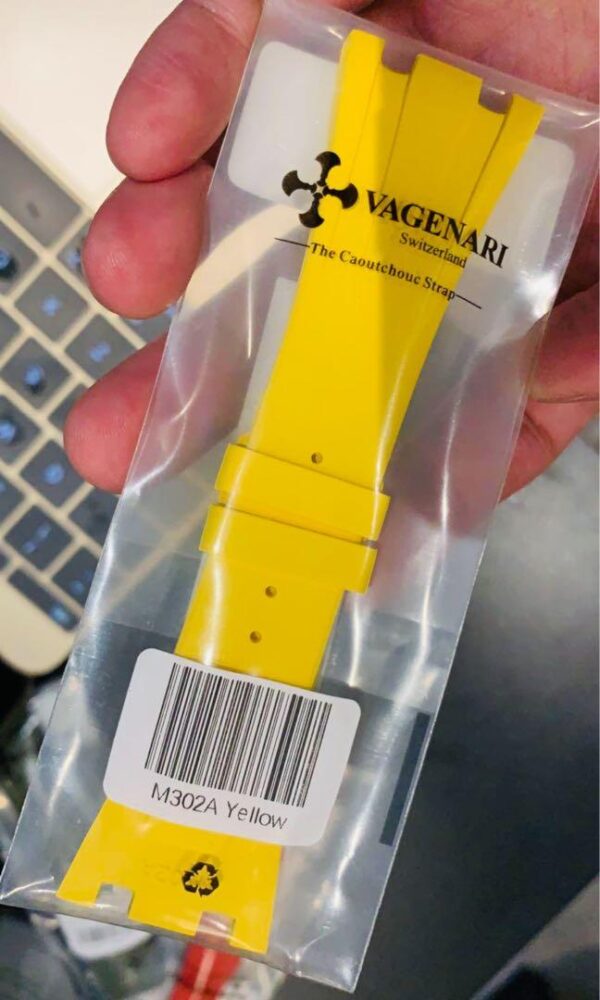 VAGENARI
Switzerland
The Caoutchouc Strap
M302A Yellow